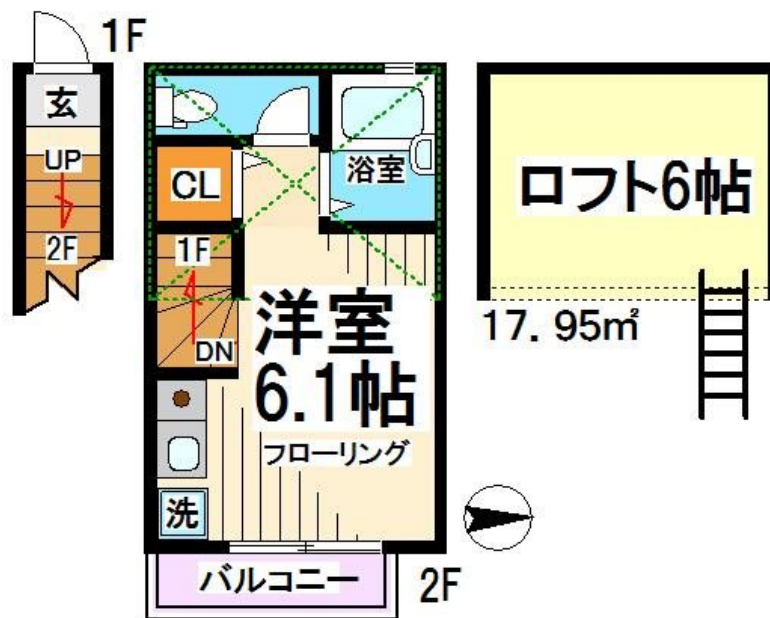 1F
玄
UP
2F
CL
浴室
1F
DN
洋室
6.1帖
フローリング
洗
バルコニー
2F
ロフト6帖
17.95㎡